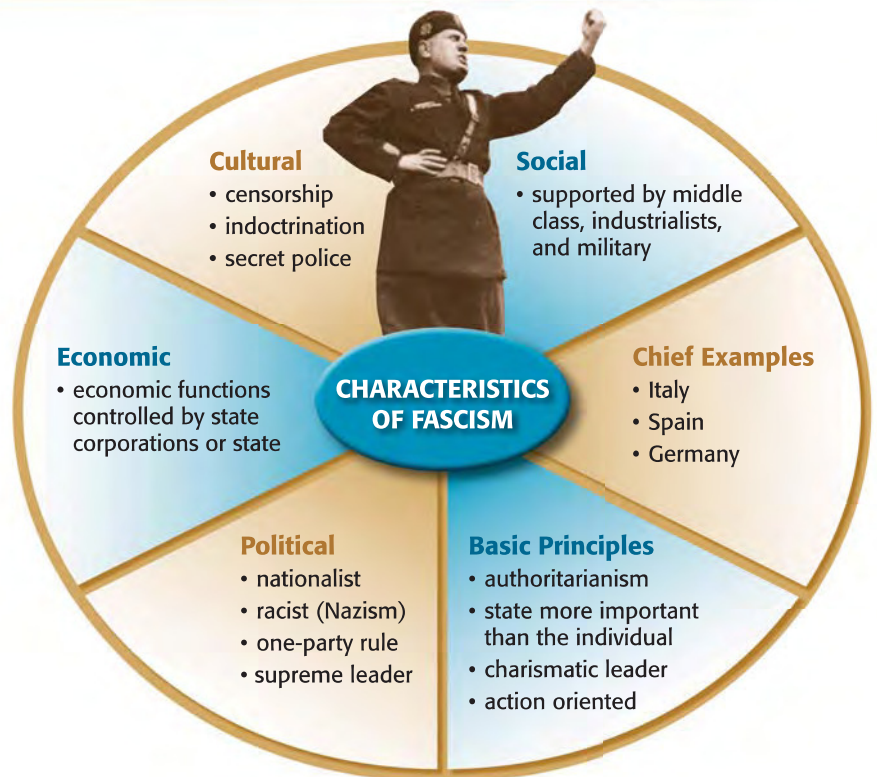 Cultural
• censorship
• indoctrination
• secret police
Social
• supported by middle
class, industrialists,
and military
Economic
• economic functions
controlled by state
corporations or state
CHARACTERISTICS
OF FASCISM
Chief Examples
• Italy
• Spain
• Germany
Political
• nationalist
• racist (Nazism)
• one-party rule
• supreme leader
Basic Principles
• authoritarianism
• state more important
than the individual
• charismatic leader
• action oriented